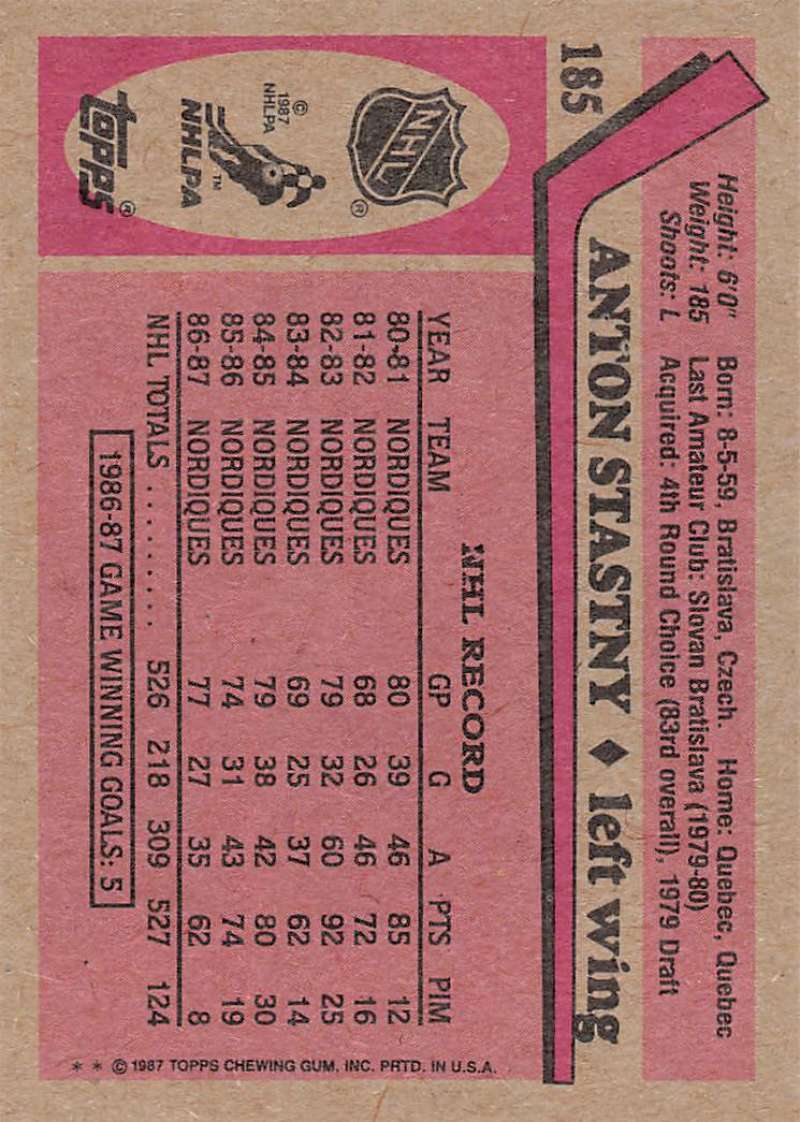 185
Height: 6'0" Born: 8-5-59, Bratislava, Czech. Home: Quebec, Quebec
Weight: 185 Last Amateur Club: Slovan Bratislava (1979-80)
Shoots: L Acquired: 4th Round Choice (83rd overall), 1979 Draft
ANTON STASTNY ♦ left wing
NHL
®
© 1987 NHLPA
NHLPA
™
TOPPS®
NHL RECORD
YEAR TEAM GP G A PTS PIM
80-81 NORDIQUES 80 39 46 85 12
81-82 NORDIQUES 68 26 46 72 16
82-83 NORDIQUES 79 32 60 92 25
83-84 NORDIQUES 69 25 37 62 14
84-85 NORDIQUES 79 38 42 80 30
85-86 NORDIQUES 74 31 43 74 19
86-87 NORDIQUES 77 27 35 62 8
NHL TOTALS ........ 526 218 309 527 124
1986-87 GAME WINNING GOALS: 5
* * © 1987 TOPPS CHEWING GUM, INC. PRTD. IN U.S.A.